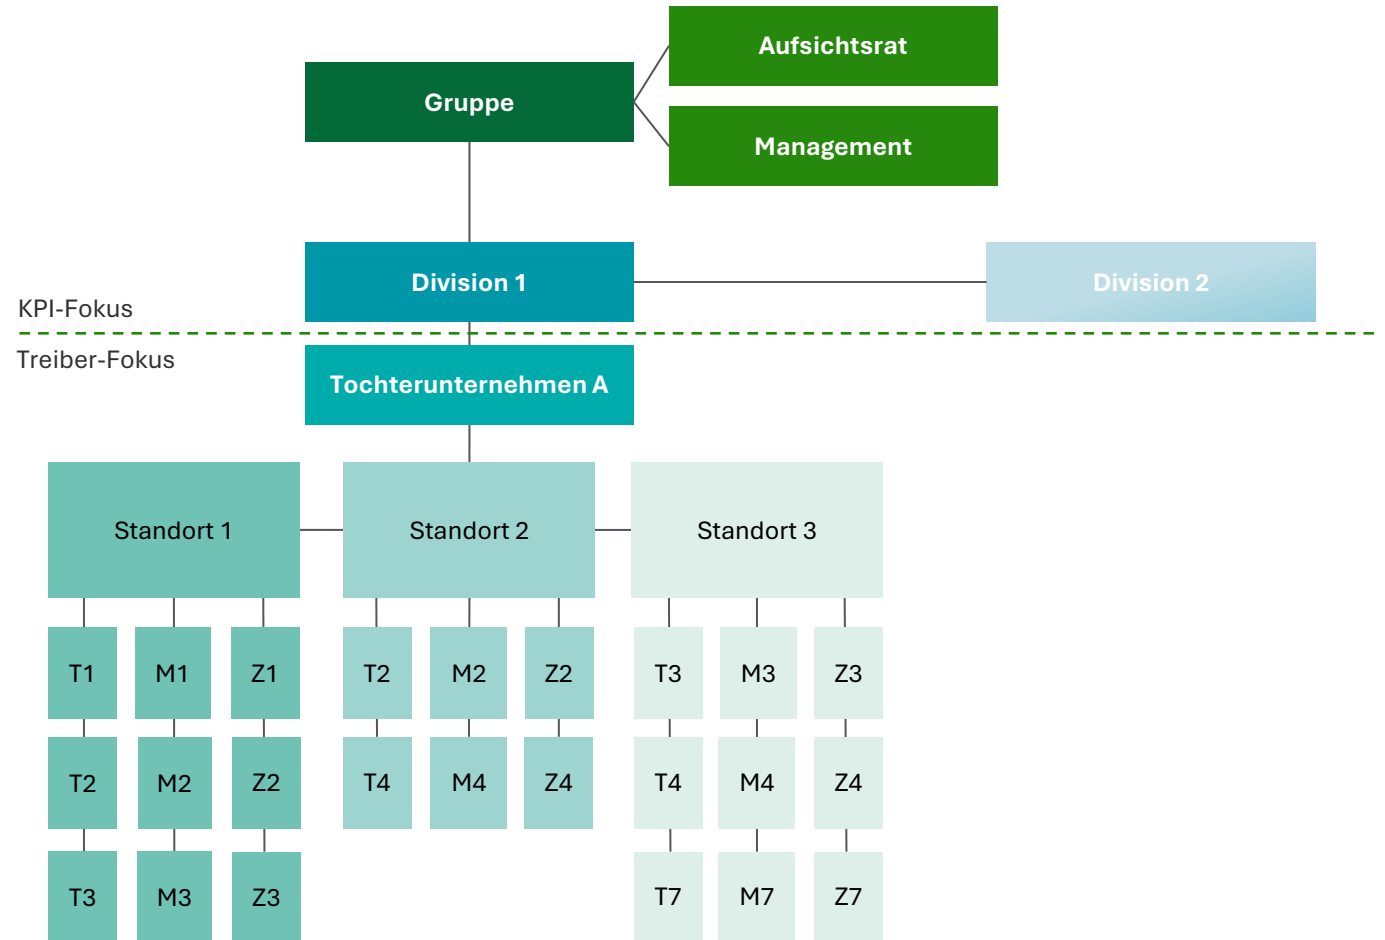 Aufsichtsrat
Gruppe
Management
Division 1
Division 2
KPI-Fokus
Treiber-Fokus
Tochterunternehmen A
Standort 1
Standort 2
Standort 3
T1
M1
Z1
T2
M2
Z2
T3
M3
Z3
T2
M2
Z2
T4
M4
Z4
T4
M4
Z4
T3
M3
Z3
T7
M7
Z7